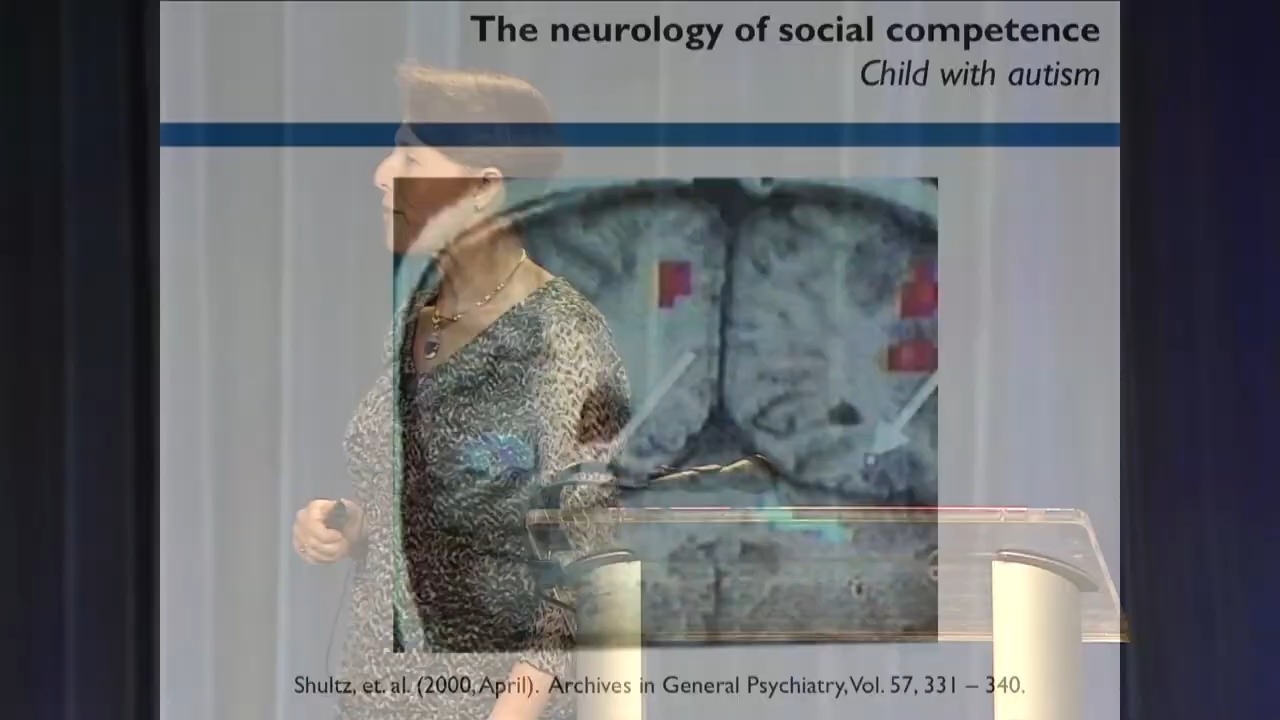 The neurology of social competence
Child with autism
Shultz, et. al. (2000, April). Archives in General Psychiatry, Vol. 57, 331 – 340.